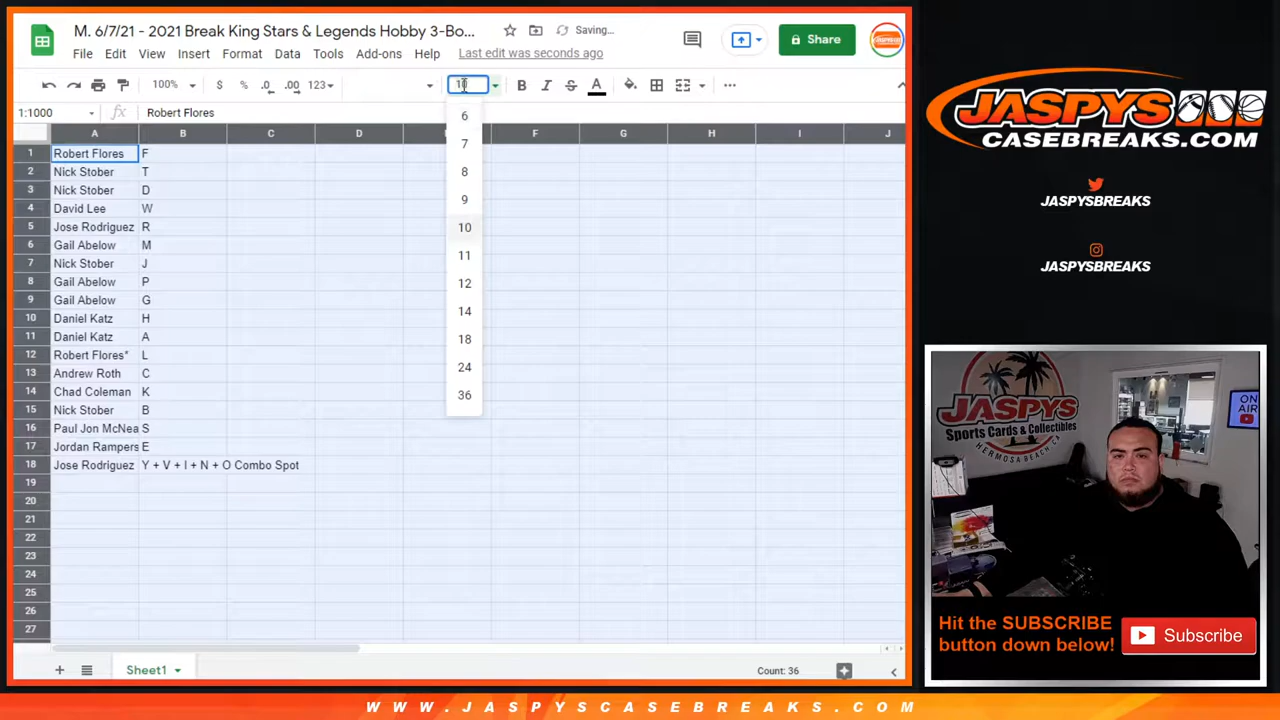 M. 6/7/21 - 2021 Break King Stars & Legends Hobby 3-Bo...
Saving...
File Edit View Insert Format Data Tools Add-ons Help Last edit was seconds ago
Share
100% $ % .0 .00 123 10 B I S A
1:1000 fx Robert Flores
A B C D E F G H I J
1 Robert Flores F
2 Nick Stober T
3 Nick Stober D
4 David Lee W
5 Jose Rodriguez R
6 Gail Abelow M
7 Nick Stober J
8 Gail Abelow P
9 Gail Abelow G
10 Daniel Katz H
11 Daniel Katz A
12 Robert Flores* L
13 Andrew Roth C
14 Chad Coleman K
15 Nick Stober B
16 Paul Jon McNea S
17 Jordan Rampers E
18 Jose Rodriguez Y + V + I + N + O Combo Spot
19
20
21
22
23
24
25
26
27
6
7
8
9
10
11
12
14
18
24
36
Sheet1
Count: 36
JASPYS
CASEBREAKS.COM
JASPYSBREAKS
JASPYSBREAKS
JASPYS
Sports Cards & Collectibles
HERMOSA BEACH, CA
ON
AIR
Hit the SUBSCRIBE
button down below!
Subscribe
WWW.JASPYSCASEBREAKS.COM